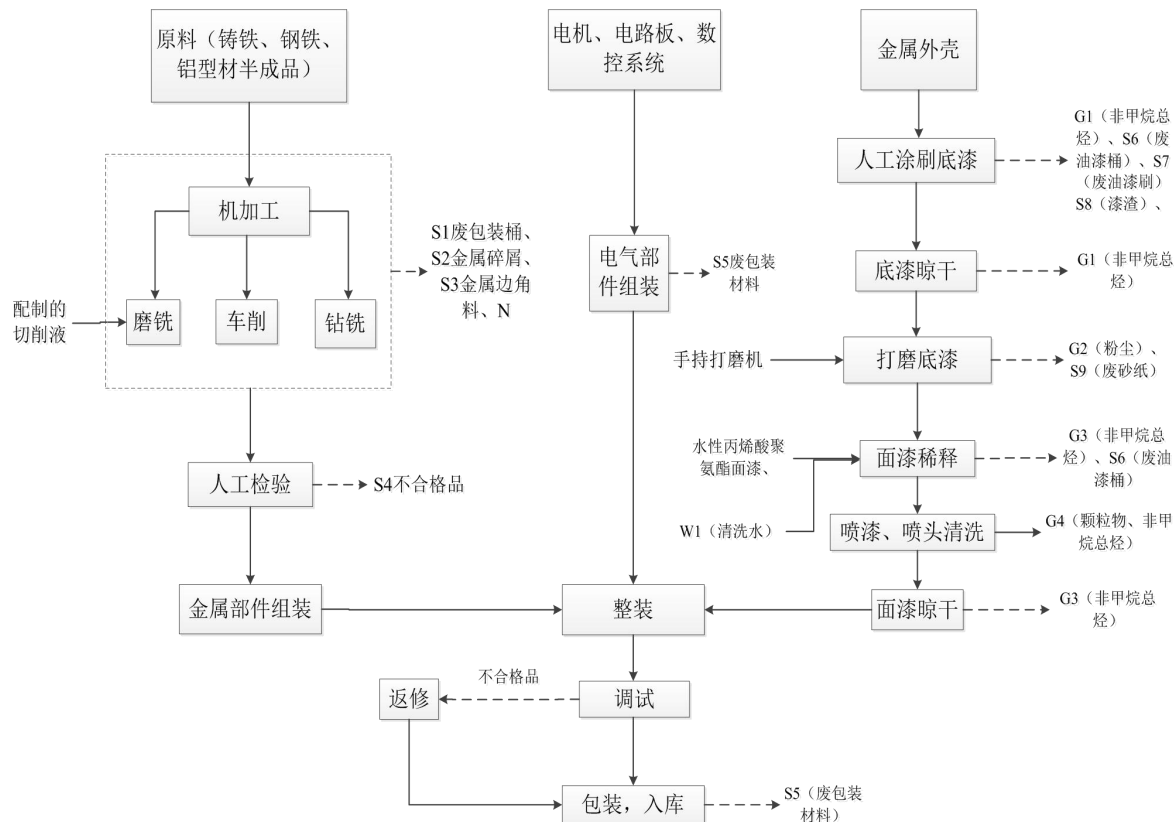 原料（铸铁、钢铁、
铝型材半成品）
机加工
磨铣
车削
钻铣
配制的
切削液
S1废包装桶、
S2金属碎屑、
S3金属边角
料、N
人工检验
S4不合格品
金属部件组装
电机、电路板、数
控系统
电气部
件组装
S5废包装
材料
金属外壳
人工涂刷底漆
G1（非甲烷总
烃）、S6（废
油漆桶）、S7
（废油漆刷）
S8（漆渣）、
底漆晾干
G1（非甲烷总
烃）
手持打磨机
打磨底漆
G2（粉尘）、
S9（废砂纸）
水性丙烯酸聚
氨酯面漆、
面漆稀释
G3（非甲烷总
烃）、S6（废油
漆桶）
W1（清洗水）
喷漆、喷头清洗
G4（颗粒物、非甲
烷总烃）
面漆晾干
G3（非甲烷总
烃）
整装
不合格品
返修
调试
包装，入库
S5（废包装
材料）